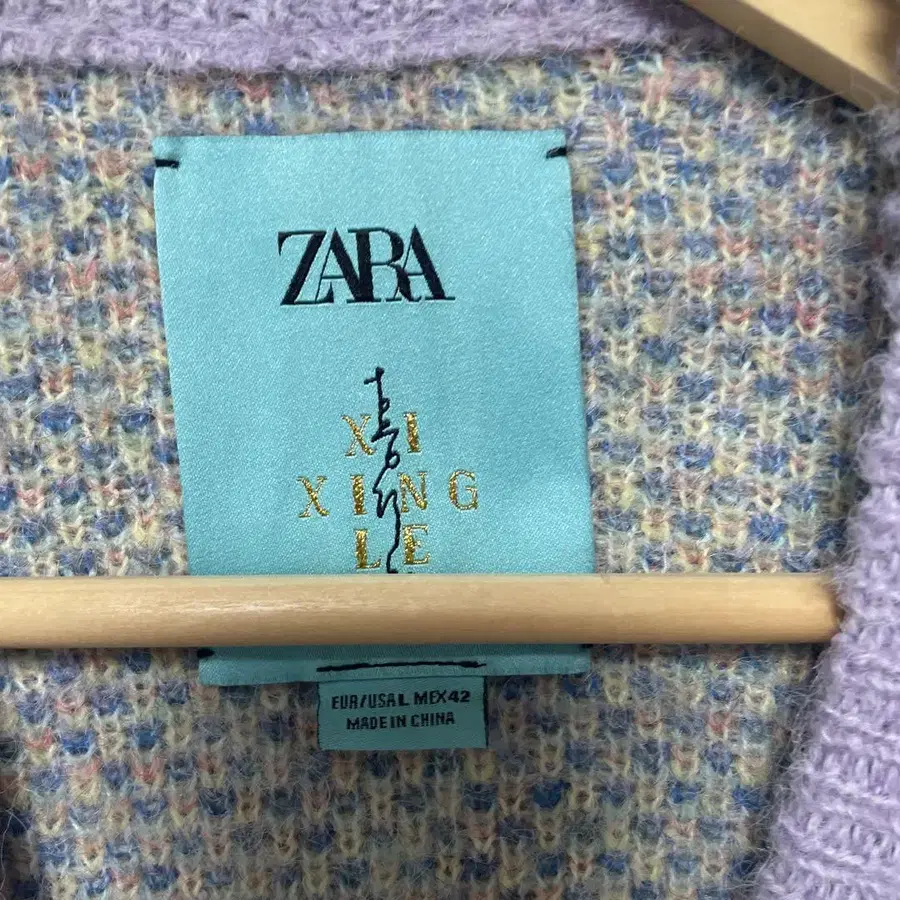 ZARA
XI
XING
LE
EUR/USA L MEX 42
MADE IN CHINA